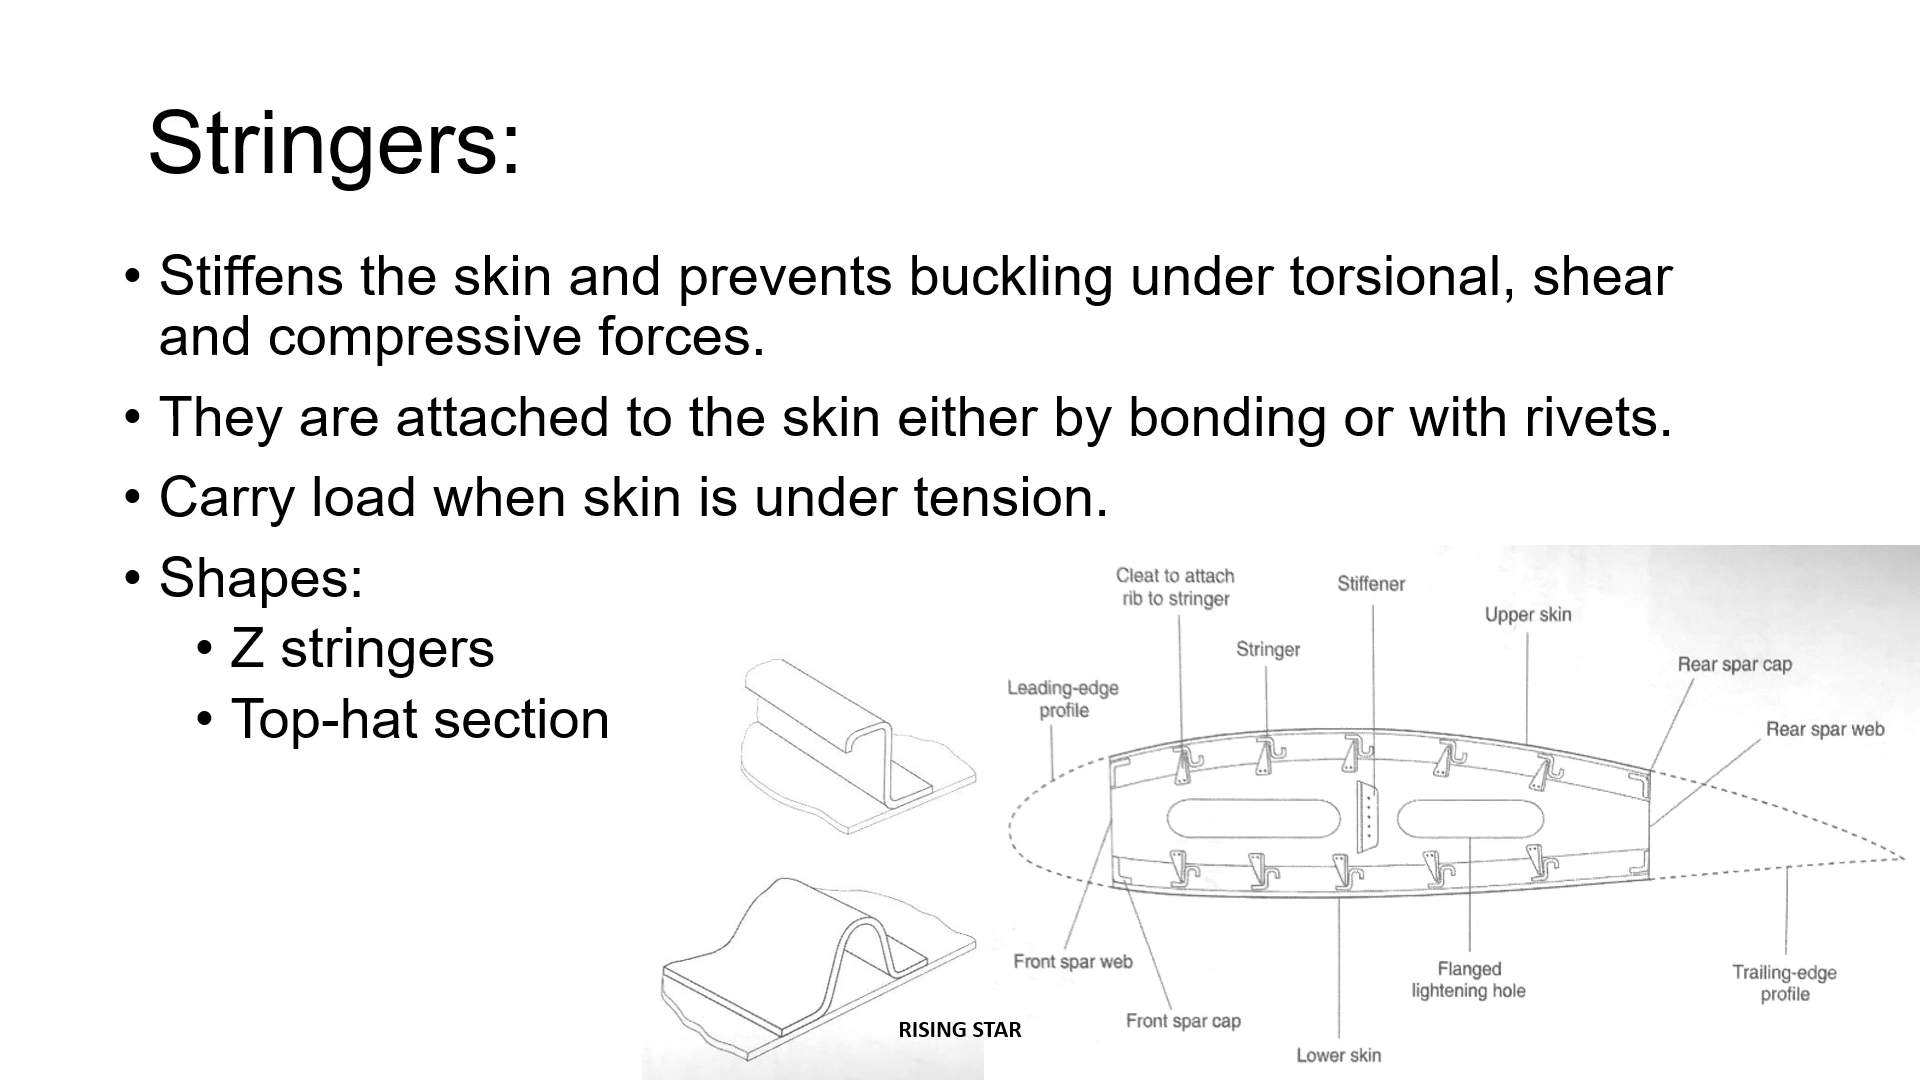 Stringers:
• Stiffens the skin and prevents buckling under torsional, shear
and compressive forces.
• They are attached to the skin either by bonding or with rivets.
• Carry load when skin is under tension.
• Shapes:
• Z stringers
• Top-hat section
Cleat to attach
rib to stringer
Stiffener
Upper skin
Stringer
Rear spar cap
Leading-edge
profile
Rear spar web
Front spar web
Flanged
lightening hole
Trailing-edge
profile
Front spar cap
Lower skin
RISING STAR